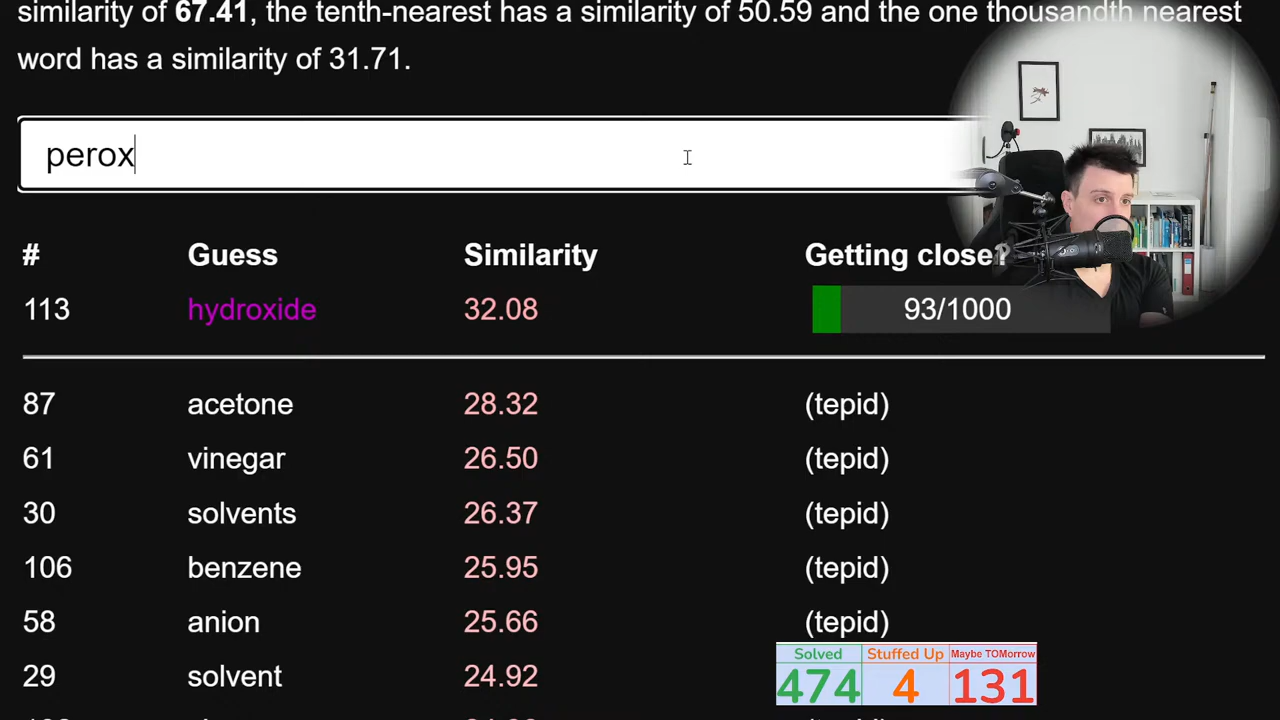 similarity of 67.41, the tenth-nearest has a similarity of 50.59 and the one thousandth nearest
word has a similarity of 31.71.
perox
# Guess Similarity Getting close?
113 hydroxide 32.08 93/1000
87 acetone 28.32 (tepid)
61 vinegar 26.50 (tepid)
30 solvents 26.37 (tepid)
106 benzene 25.95 (tepid)
58 anion 25.66 (tepid)
29 solvent 24.92
Solved Stuffed Up Maybe TOMorrow
474 4 131